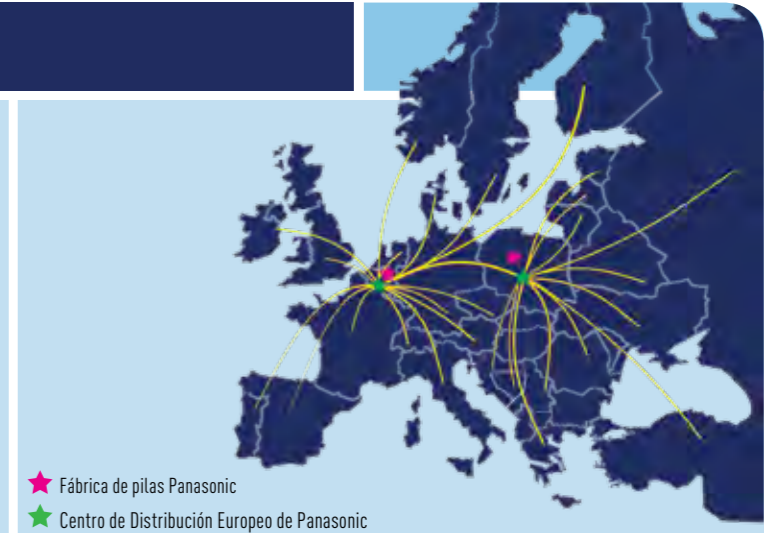 Fábrica de pilas Panasonic
Centro de Distribución Europeo de Panasonic